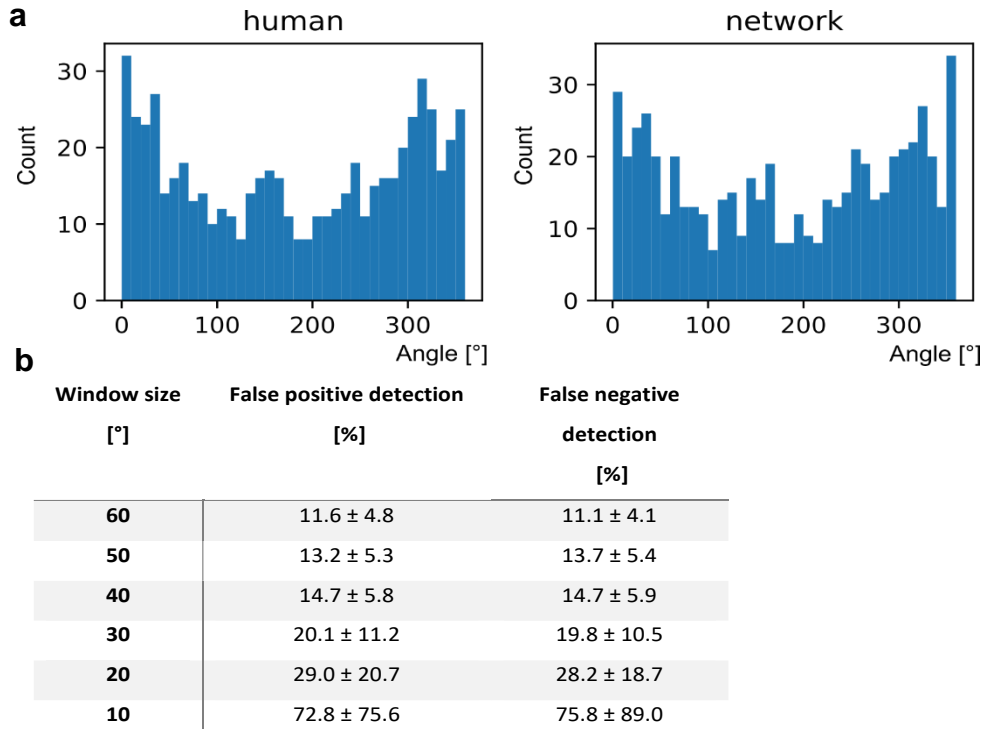 a
human
network
30
20
10
0
Count
0 100 200 300
Angle [°]
30
20
10
0
Count
0 100 200 300
Angle [°]
b
Window size False positive detection False negative
[°] [%] detection
[%]
60 11.6 ± 4.8 11.1 ± 4.1
50 13.2 ± 5.3 13.7 ± 5.4
40 14.7 ± 5.8 14.7 ± 5.9
30 20.1 ± 11.2 19.8 ± 10.5
20 29.0 ± 20.7 28.2 ± 18.7
10 72.8 ± 75.6 75.8 ± 89.0